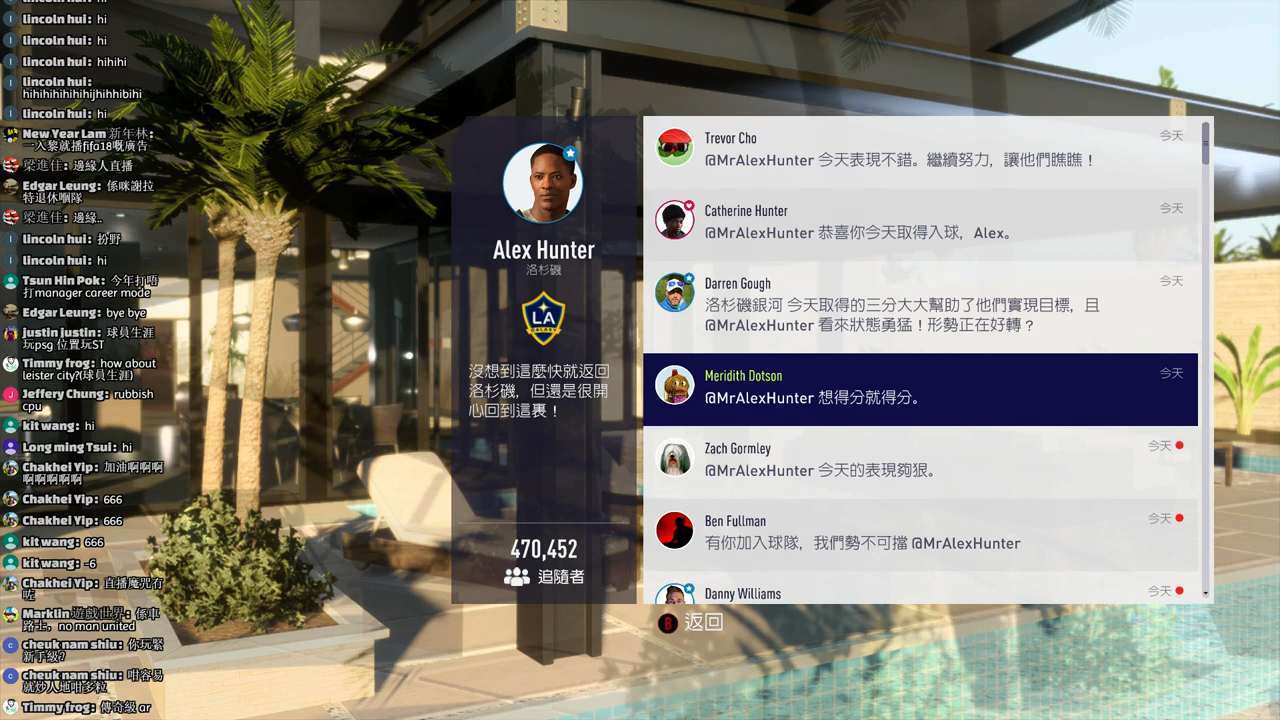 lincoln hui: hi
lincoln hui: hi
lincoln hui: hi
lincoln hui: hihihi
lincoln hui:
hihihihihihihijhihhibihi
lincoln hui: hi
New Year Lam 新年林:
一入黎就播fifa18嘅廣告
梁進佳: 邊緣人直播
Edgar Leung: 係咪謝拉
特退休嗰隊
梁進佳: 邊緣..
lincoln hui: 扮野
lincoln hui: hi
Tsun Hin Pok: 今年打唔
打manager career mode
Edgar Leung: bye bye
justin justin: 球員生涯
玩psg 位置玩ST
Timmy frog: how about
leister city?(球員生涯)
Jeffery Chung: rubbish
cpu
kit wang: hi
Long ming Tsui: hi
Chakhei Yip: 加油啊啊啊
啊啊啊啊啊
Chakhei Yip: 666
Chakhei Yip: 666
kit wang: 666
kit wang: -6
Chakhei Yip: 直播魔咒冇
咗
Marklin 遊戲世界: 係車
路士, no man united
cheuk nam shiu: 你玩緊
新手級?
cheuk nam shiu: 咁容易
就炒人地咁多粒
Timmy frog: 傳奇級 ar
Alex Hunter
洛杉磯
LA
GALAXY
沒想到這麼快就返回
洛杉磯，但還是很開
心回到這裏！
470,452
追隨者
Trevor Cho
今天
@MrAlexHunter 今天表現不錯。繼續努力，讓他們瞧瞧！
Catherine Hunter
今天
@MrAlexHunter 恭喜你今天取得入球，Alex。
Darren Gough
今天
洛杉磯銀河 今天取得的三分大大幫助了他們實現目標，且
@MrAlexHunter 看來狀態勇猛！形勢正在好轉？
Meridith Dotson
今天
@MrAlexHunter 想得分就得分。
Zach Gormley
今天
@MrAlexHunter 今天的表現夠狠。
Ben Fullman
今天
有你加入球隊，我們勢不可擋 @MrAlexHunter
Danny Williams
今天
B 返回